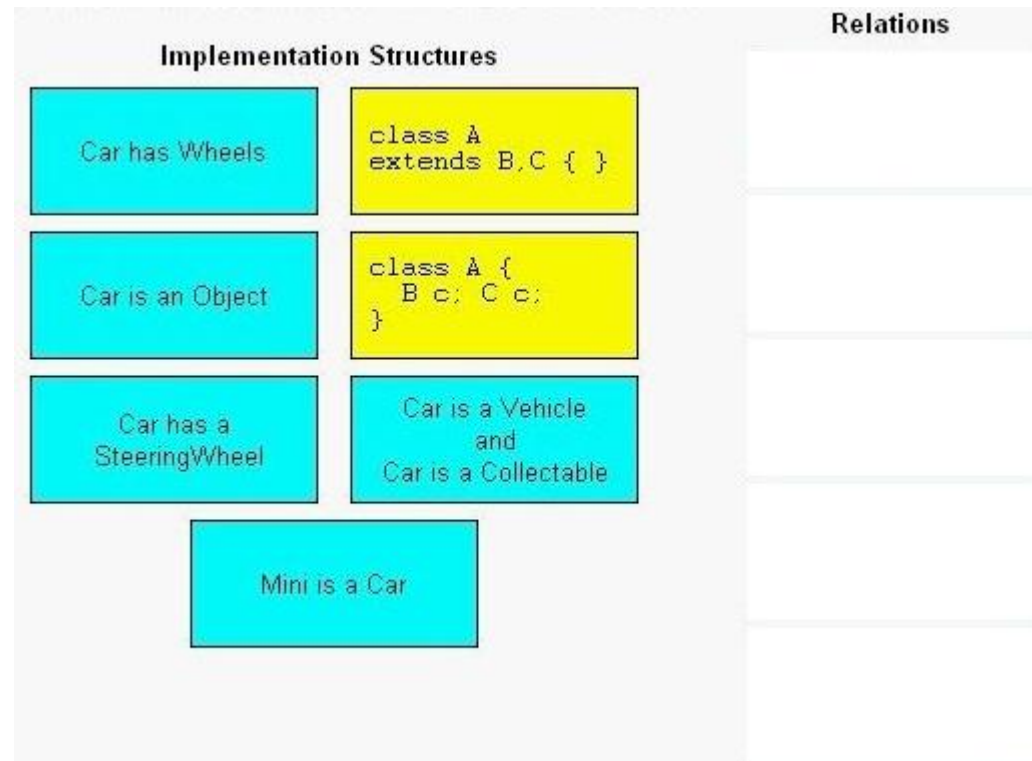 Relations
Implementation Structures
Car has Wheels
class A
extends B,C { }
Car is an Object
class A {
B c; C c;
}
Car has a
SteeringWheel
Car is a Vehicle
and
Car is a Collectable
Mini is a Car